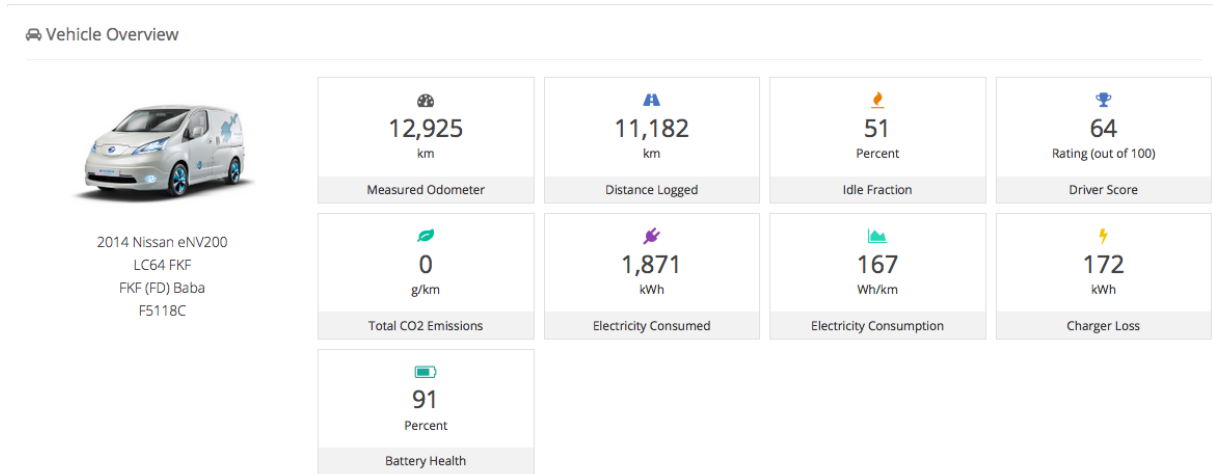 Vehicle Overview
2014 Nissan eNV200
LC64 FKF
FKF (FD) Baba
F5118C
12,925
km
Measured Odometer
11,182
km
Distance Logged
51
Percent
Idle Fraction
64
Rating (out of 100)
Driver Score
0
g/km
Total CO2 Emissions
1,871
kWh
Electricity Consumed
167
Wh/km
Electricity Consumption
172
kWh
Charger Loss
91
Percent
Battery Health